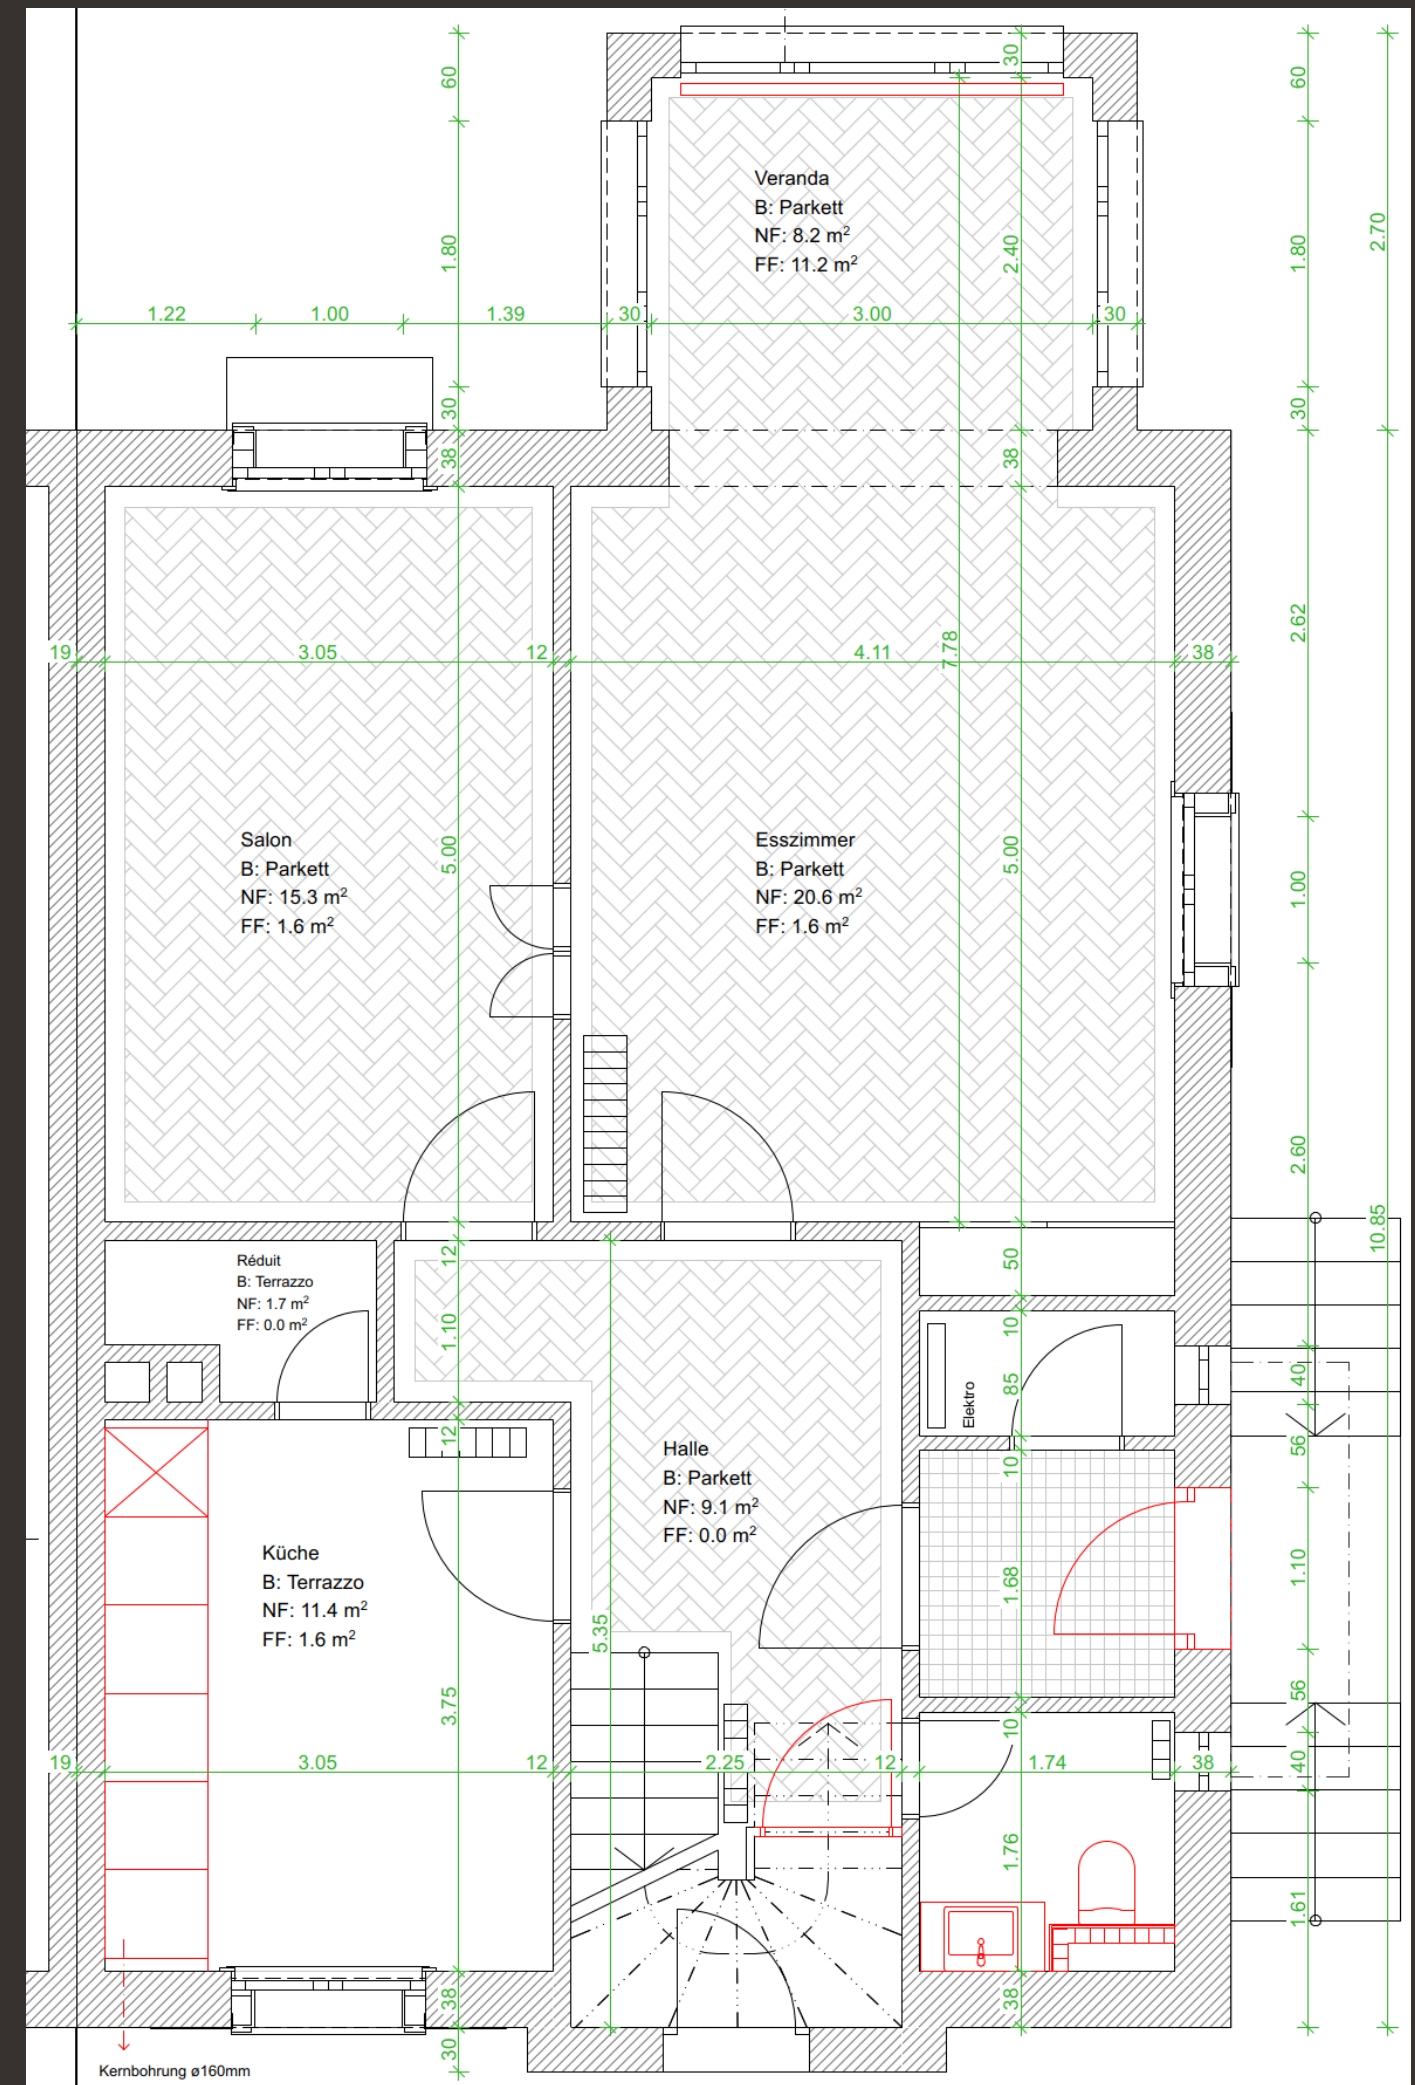 60
30
60
Veranda
B: Parkett
NF: 8.2 m²
FF: 11.2 m²
1.80
2.40
1.80
2.70
1.22
1.00
1.39
30
3.00
30
30
30
38
38
19
3.05
12
4.11
7.78
38
2.62
Salon
B: Parkett
NF: 15.3 m²
FF: 1.6 m²
5.00
Esszimmer
B: Parkett
NF: 20.6 m²
FF: 1.6 m²
5.00
1.00
2.60
10.85
Réduit
B: Terrazzo
NF: 1.7 m²
FF: 0.0 m²
12
1.10
12
50
10
85
Elektro
10
40
56
Halle
B: Parkett
NF: 9.1 m²
FF: 0.0 m²
Küche
B: Terrazzo
NF: 11.4 m²
FF: 1.6 m²
5.35
1.68
1.10
3.75
56
10
19
3.05
12
2.25
12
1.74
38
40
1.76
1.61
38
38
30
Kernbohrung ø160mm